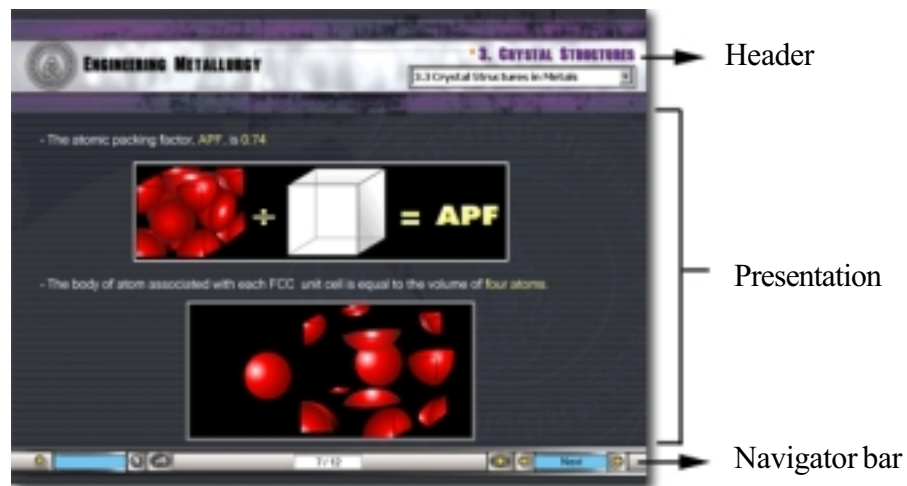 ENGINEERING METALLURGY
3. CRYSTAL STRUCTURES
3.3 Crystal Structures in Metals
Header
- The atomic packing factor, APF, is 0.74
÷ = APF
Presentation
- The body of atom associated with each FCC unit cell is equal to the volume of four atoms.
7/12
Next
Navigator bar